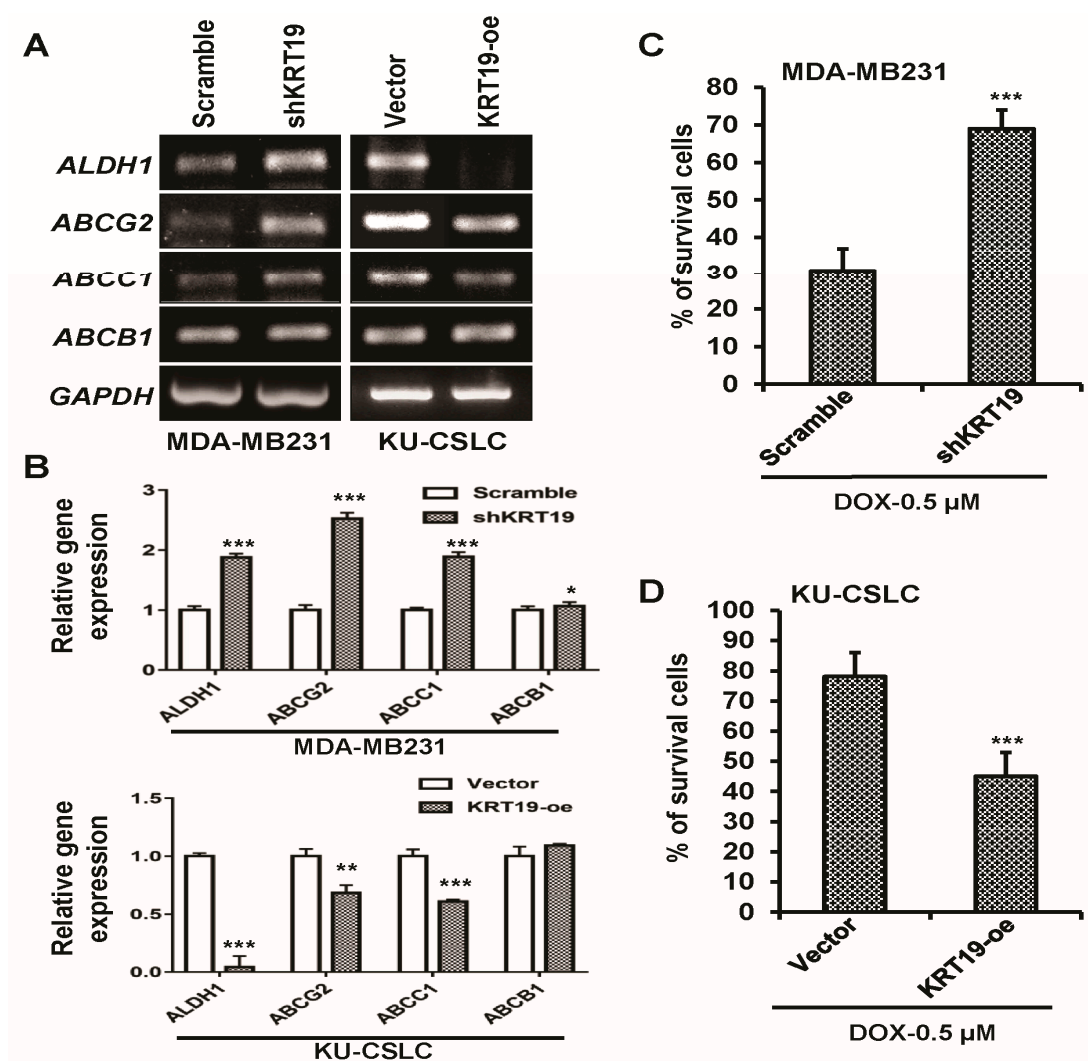 A
Scramble
shKRT19
Vector
KRT19-oe
ALDH1
ABCG2
ABCC1
ABCB1
GAPDH
MDA-MB231
KU-CSLC
B
Relative gene
expression
3
2
1
0
Scramble
shKRT19
***
***
***
*
ALDH1
ABCG2
ABCC1
ABCB1
MDA-MB231
Relative gene
expression
1.5
1.0
0.5
0.0
Vector
KRT19-oe
***
**
***
ALDH1
ABCG2
ABCC1
ABCB1
KU-CSLC
C
MDA-MB231
% of survival cells
80
70
60
50
40
30
20
10
0
***
Scramble
shKRT19
DOX-0.5 µM
D
KU-CSLC
% of survival cells
100
90
80
70
60
50
40
30
20
10
0
***
Vector
KRT19-oe
DOX-0.5 µM